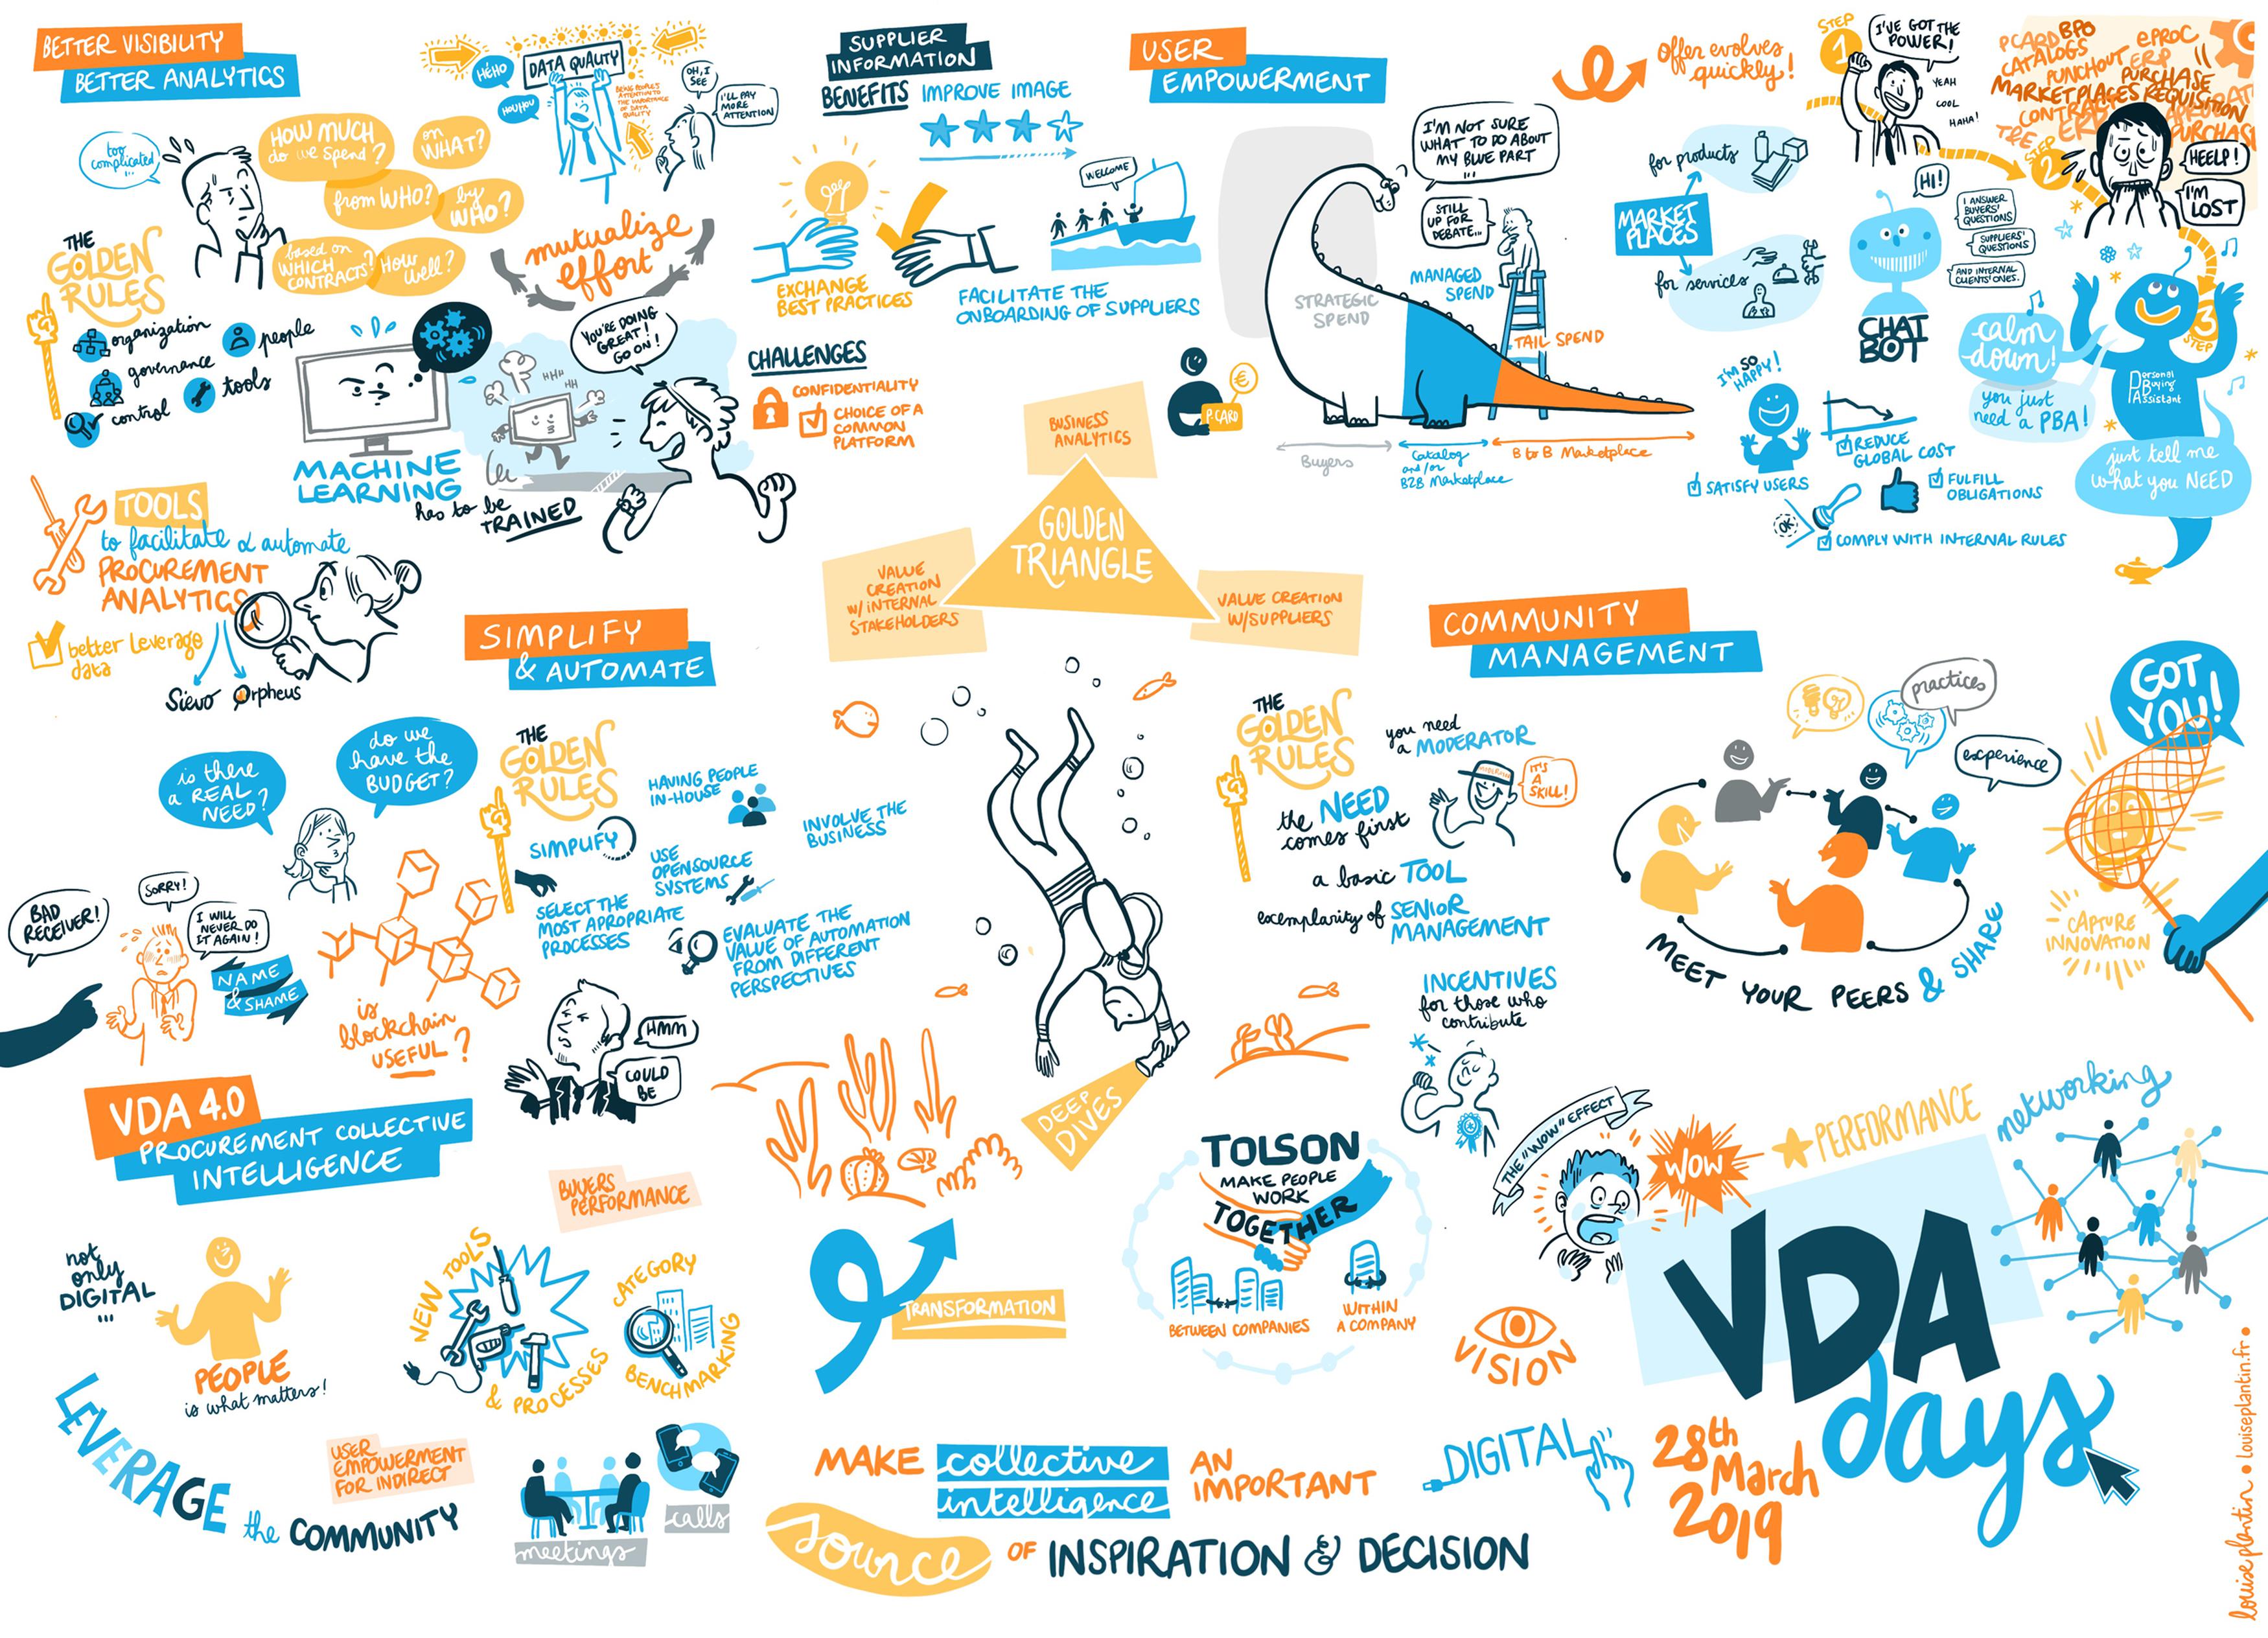 BETTER VISIBILITY
BETTER ANALYTICS
too
complicated
...
HOW MUCH
do we spend?
on
WHAT?
from WHO?
by
WHO?
based on
WHICH
CONTRACTS?
How
well?
HÉHO
HOUHOU
DATA QUALITY
BRING PEOPLE'S
ATTENTION TO
THE IMPORTANCE
OF DATA
QUALITY
OH, I
SEE
I'LL PAY
MORE
ATTENTION
mutualize
effort
THE
GOLDEN
RULES
organization
people
governance
tools
control
MACHINE
LEARNING
has to be
TRAINED
YOU'RE DOING
GREAT!
GO ON!
TOOLS
to facilitate & automate
PROCUREMENT
ANALYTICS
better leverage
data
Sievo Orpheus
SUPPLIER
INFORMATION
BENEFITS
IMPROVE IMAGE
EXCHANGE
BEST PRACTICES
WELCOME
FACILITATE THE
ONBOARDING OF SUPPLIERS
CHALLENGES
CONFIDENTIALITY
CHOICE OF A
COMMON
PLATFORM
USER
EMPOWERMENT
I'M NOT SURE
WHAT TO DO ABOUT
MY BLUE PART
...
STILL
UP FOR
DEBATE...
STRATEGIC
SPEND
MANAGED
SPEND
TAIL SPEND
P.CARD
Buyers
Catalog
and/or
B2B Marketplace
B to B Marketplace
offer evolves
quickly!
MARKET
PLACES
for products
for services
STEP
1
I'VE GOT THE
POWER!
YEAH
COOL
HAHA!
PCARD BPO
CATALOGS
ePROC
PUNCHOUT ERP
PURCHASE
MARKETPLACES REQUISITION
STEP
2
HEELP!
I'M
LOST
HI!
I ANSWER
BUYERS'
QUESTIONS
SUPPLIERS'
QUESTIONS
AND INTERNAL
CLIENTS' ONES.
CHAT
BOT
calm
down!
you just
need a PBA!
3
STEP
Personal
Buying
Assistant
just tell me
what you NEED
I'M SO
HAPPY!
REDUCE
GLOBAL COST
SATISFY USERS
FULFILL
OBLIGATIONS
OK
COMPLY WITH INTERNAL RULES
BUSINESS
ANALYTICS
GOLDEN
TRIANGLE
VALUE
CREATION
W/ INTERNAL
STAKEHOLDERS
VALUE CREATION
W/SUPPLIERS
SIMPLIFY
& AUTOMATE
is there
a REAL
NEED?
do we
have the
BUDGET?
BAD
RECEIVER!
SORRY!
I WILL
NEVER DO
IT AGAIN!
NAME
& SHAME
is
blockchain
USEFUL?
THE
GOLDEN
RULES
HAVING PEOPLE
IN-HOUSE
SIMPLIFY
INVOLVE THE
BUSINESS
USE
OPENSOURCE
SYSTEMS
SELECT THE
MOST APROPRIATE
PROCESSES
EVALUATE THE
VALUE OF AUTOMATION
FROM DIFFERENT
PERSPECTIVES
HMM
COULD
BE
DEEP
DIVES
COMMUNITY
MANAGEMENT
THE
GOLDEN
RULES
you need
a MODERATOR
IT'S
A
SKILL!
the NEED
comes first
a basic TOOL
exemplarity of SENIOR
MANAGEMENT
INCENTIVES
for those who
contribute
practices
experience
MEET YOUR PEERS & SHARE
GOT
YOU!
CAPTURE
INNOVATION
VDA 4.0
PROCUREMENT COLLECTIVE
INTELLIGENCE
not
only
DIGITAL
...
PEOPLE
is what matters!
BUYERS
PERFORMANCE
NEW TOOLS
& PROCESSES
CATEGORY
BENCHMARKING
LEVERAGE the COMMUNITY
USER
EMPOWERMENT
FOR INDIRECT
meetings
calls
TRANSFORMATION
TOLSON
MAKE PEOPLE
WORK
TOGETHER
BETWEEN COMPANIES
WITHIN
A COMPANY
MAKE collective
intelligence
AN
IMPORTANT
source
OF INSPIRATION & DECISION
THE "WOW" EFFECT
WOW
VISION
DIGITAL
PERFORMANCE
networking
VDA
days
28th
March
2019
louise plantin • louiseplantin.fr •